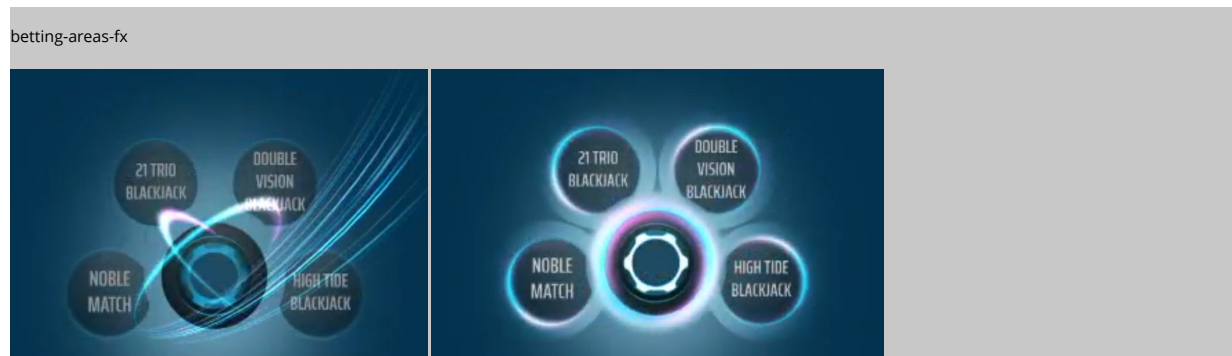 betting-areas-fx
21 TRIO
BLACKJACK
DOUBLE
VISION
BLACKJACK
NOBLE
MATCH
HIGH TIDE
BLACKJACK
21 TRIO
BLACKJACK
DOUBLE
VISION
BLACKJACK
NOBLE
MATCH
HIGH TIDE
BLACKJACK